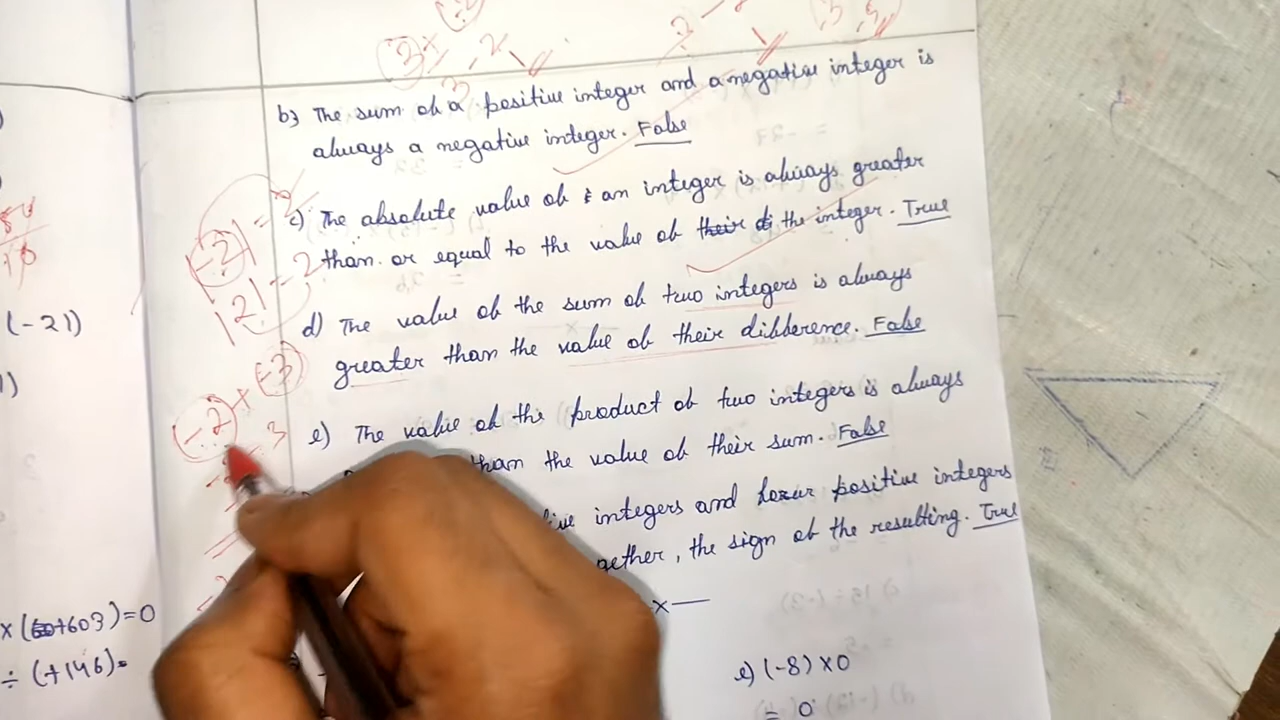 b) The sum of a positive integer and a negative integer is
always a negative integer. False
c) The absolute value of an integer is always greater
than or equal to the value of the integer. True
d) The value of the sum of two integers is always
greater than the value of their difference. False
e) The value of the product of two integers is always
than the value of their sum. False
integers and four positive integers
gether, the sign of the resulting. True
x
e) (-8) x 0
= 0
(-21)
x (+603) = 0
÷ (+146) =
|-2| = 2
|2| = 2
-2 + -3